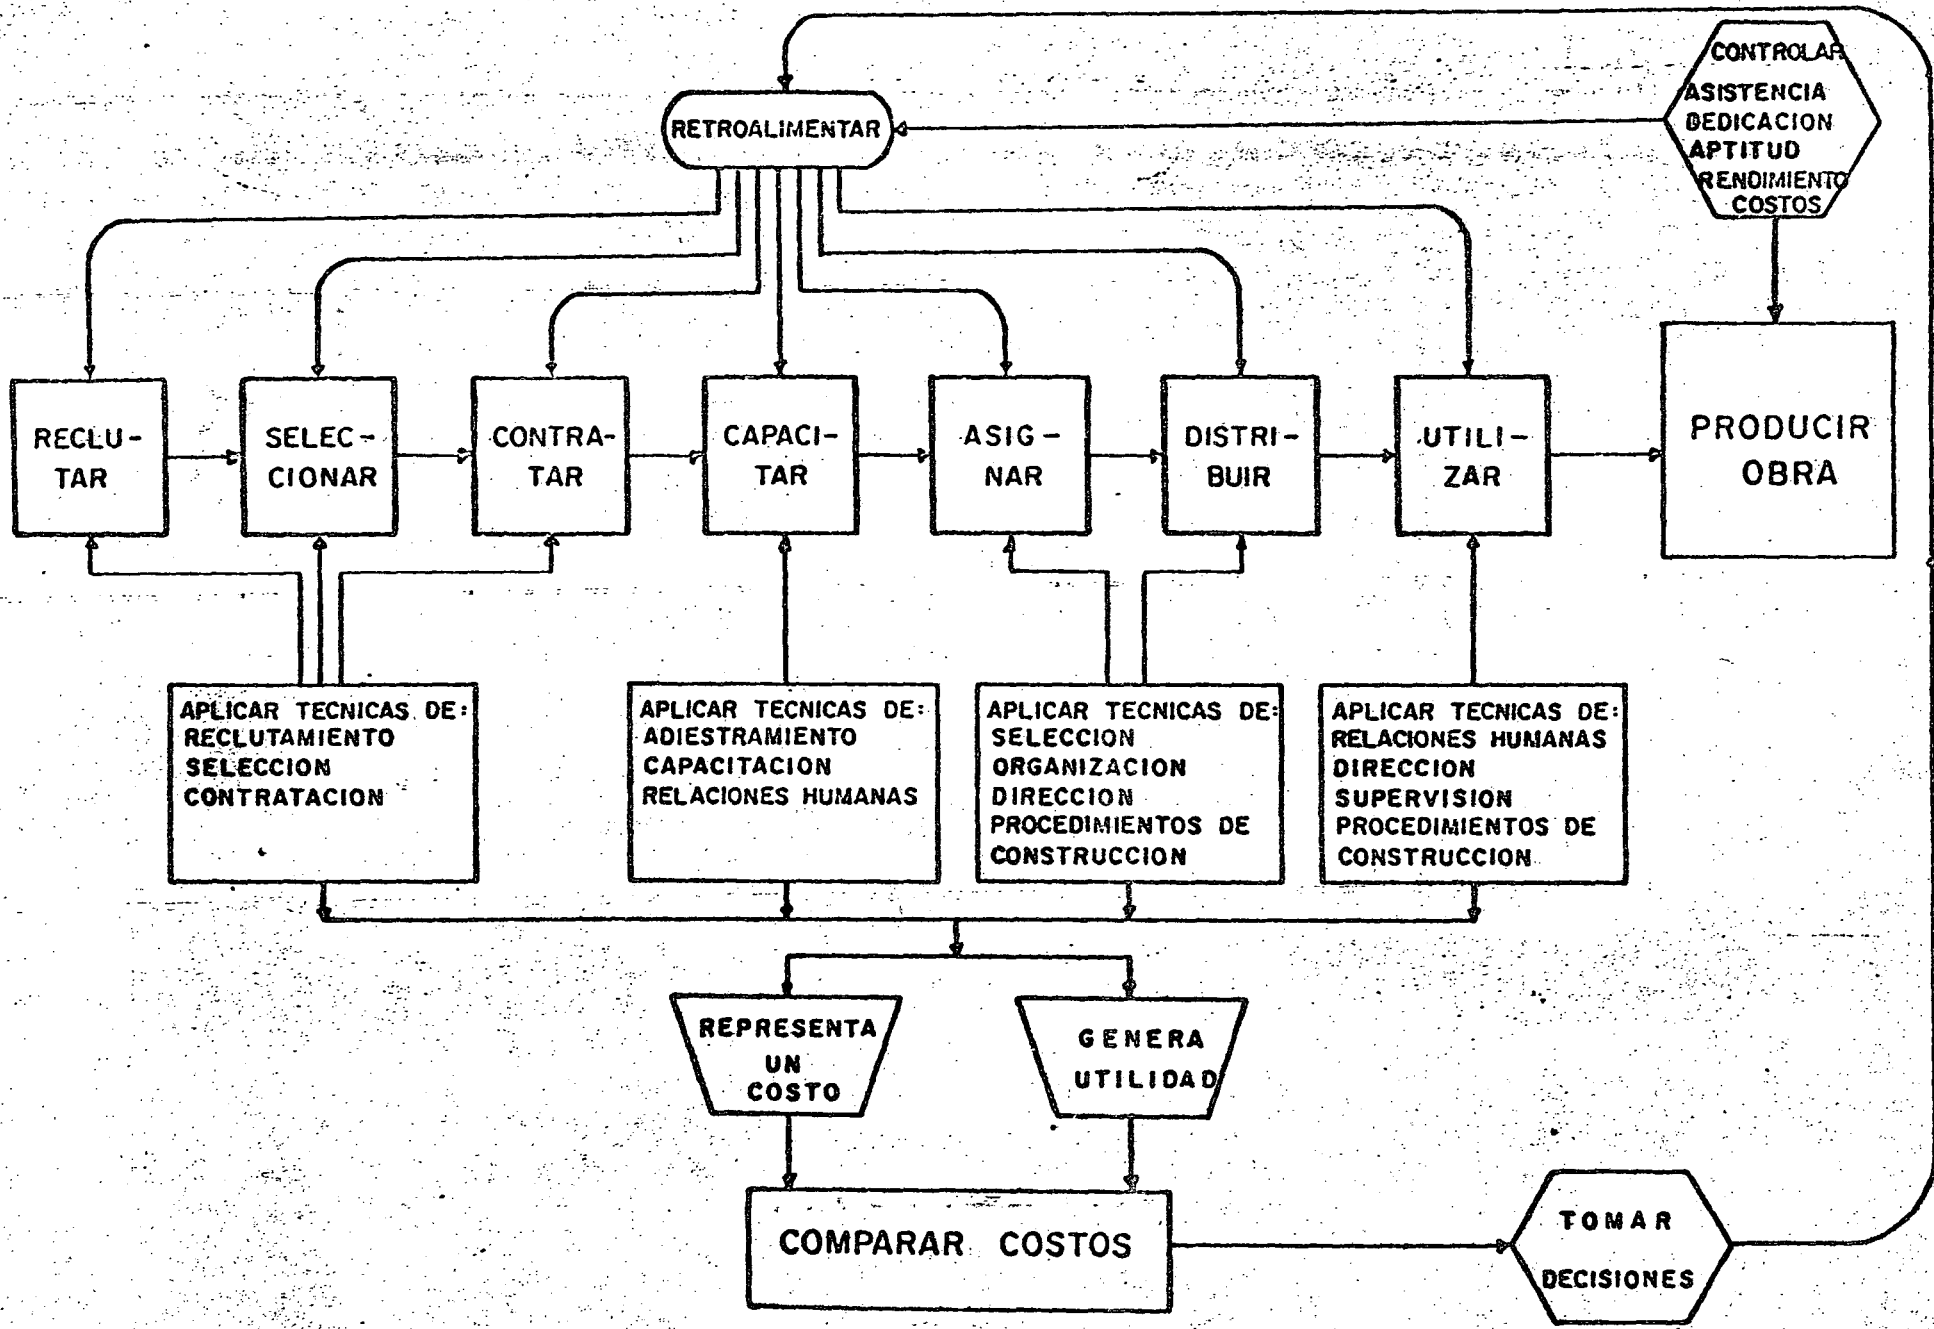 CONTROLAR
ASISTENCIA
DEDICACION
APTITUD
RENDIMIENTO
COSTOS
RETROALIMENTAR
RECLU-
TAR
SELEC-
CIONAR
CONTRA-
TAR
CAPACI-
TAR
ASIG-
NAR
DISTRI-
BUIR
UTILI-
ZAR
PRODUCIR
OBRA
APLICAR TECNICAS DE:
RECLUTAMIENTO
SELECCION
CONTRATACION
APLICAR TECNICAS DE:
ADIESTRAMIENTO
CAPACITACION
RELACIONES HUMANAS
APLICAR TECNICAS DE:
SELECCION
ORGANIZACION
DIRECCION
PROCEDIMIENTOS DE
CONSTRUCCION
APLICAR TECNICAS DE:
RELACIONES HUMANAS
DIRECCION
SUPERVISION
PROCEDIMIENTOS DE
CONSTRUCCION
REPRESENTA
UN
COSTO
GENERA
UTILIDAD
COMPARAR COSTOS
TOMAR
DECISIONES